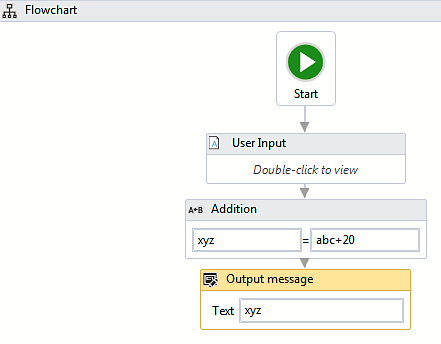 Flowchart
Start
User Input
Double-click to view
A+B Addition
xyz = abc+20
Output message
Text xyz